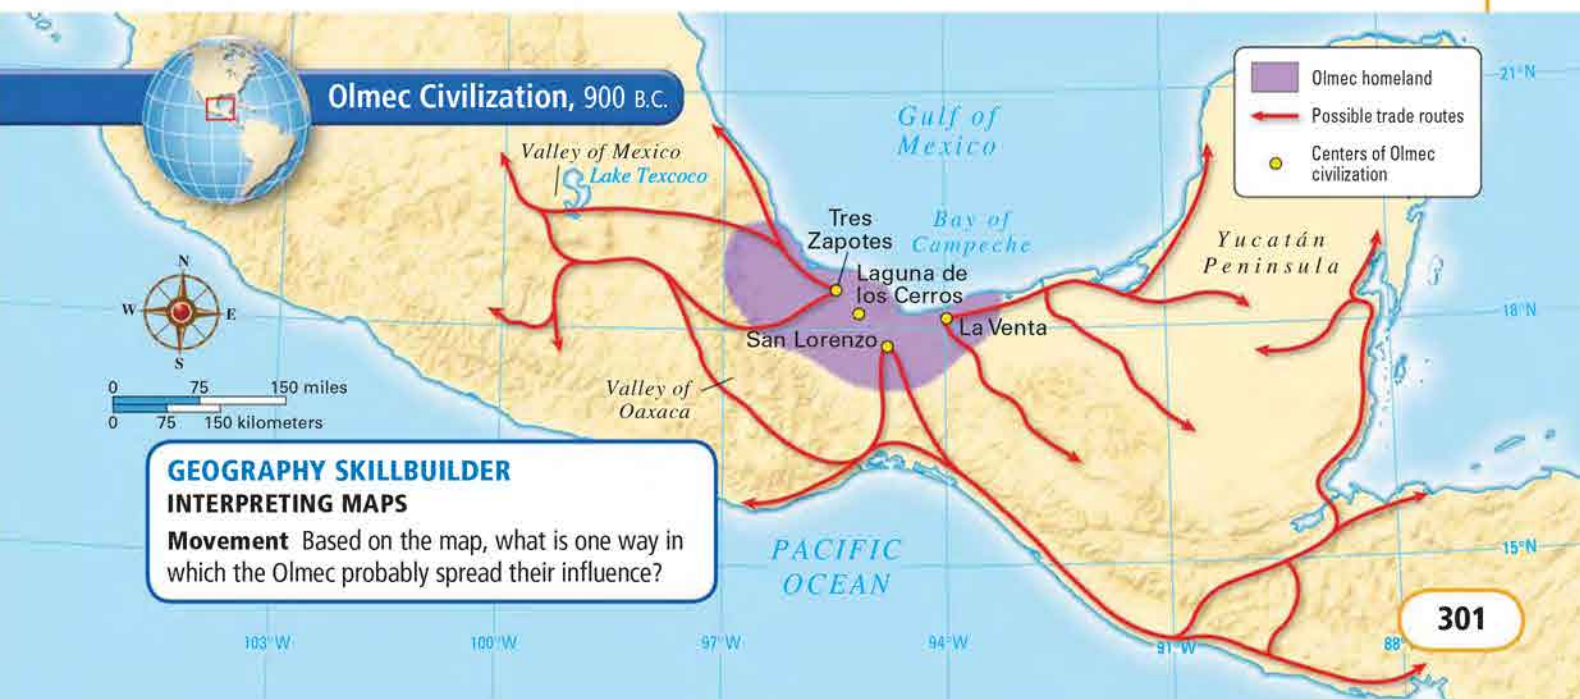 Olmec Civilization, 900 B.C.
Gulf of
Mexico
Olmec homeland
Possible trade routes
Centers of Olmec
civilization
21°N
Valley of Mexico
Lake Texcoco
Tres
Zapotes
Bay of
Campeche
Yucatán
Peninsula
Laguna de
los Cerros
N
W
E
S
18°N
La Venta
San Lorenzo
0 75 150 miles
0 75 150 kilometers
Valley of
Oaxaca
GEOGRAPHY SKILLBUILDER
INTERPRETING MAPS
Movement Based on the map, what is one way in
which the Olmec probably spread their influence?
PACIFIC
OCEAN
15°N
301
103°W
100°W
97°W
94°W
91°W
88°